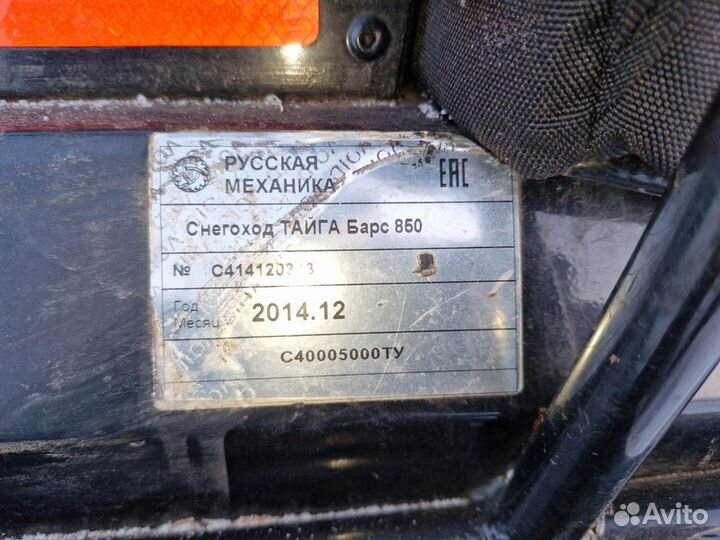 РУССКАЯ
МЕХАНИКА
EAC
Снегоход ТАЙГА Барс 850
№
Год
Месяц
2014.12
С40005000ТУ
Avito